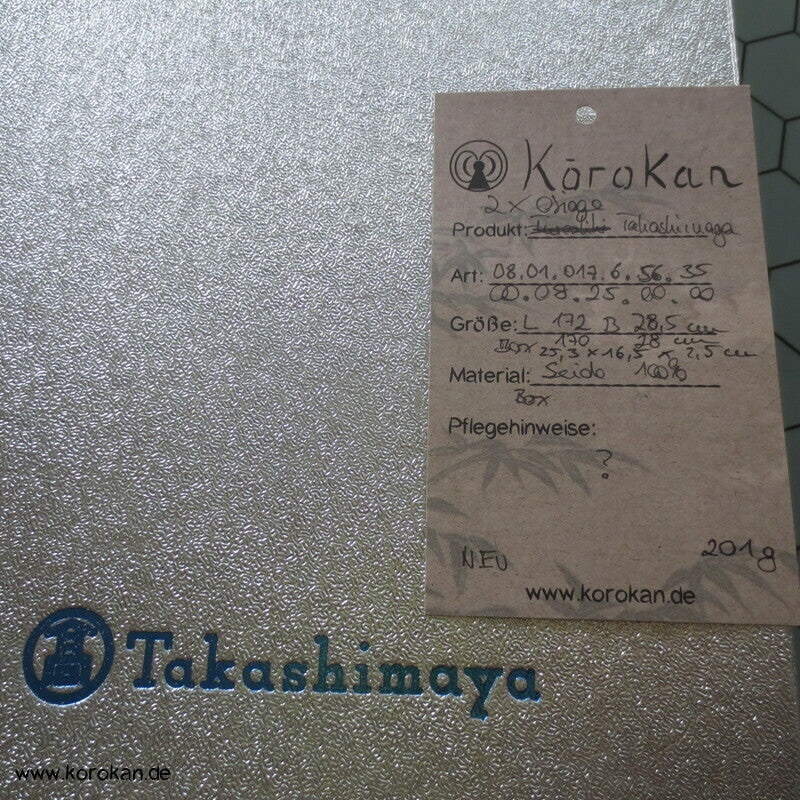 Kōrokan
2x Obiage
Produkt: Takashimaya
Art: 08.01.017.6.56.35
00.08.25.00.00
Größe: L 172 B 28,5 cm
170 28 cm
Box 25,3 x 16,5 x 2,5 cm
Material: Seide 100%
Box
Pflegehinweise:
?
NEU 201g
www.korokan.de
Takashimaya
www.korokan.de